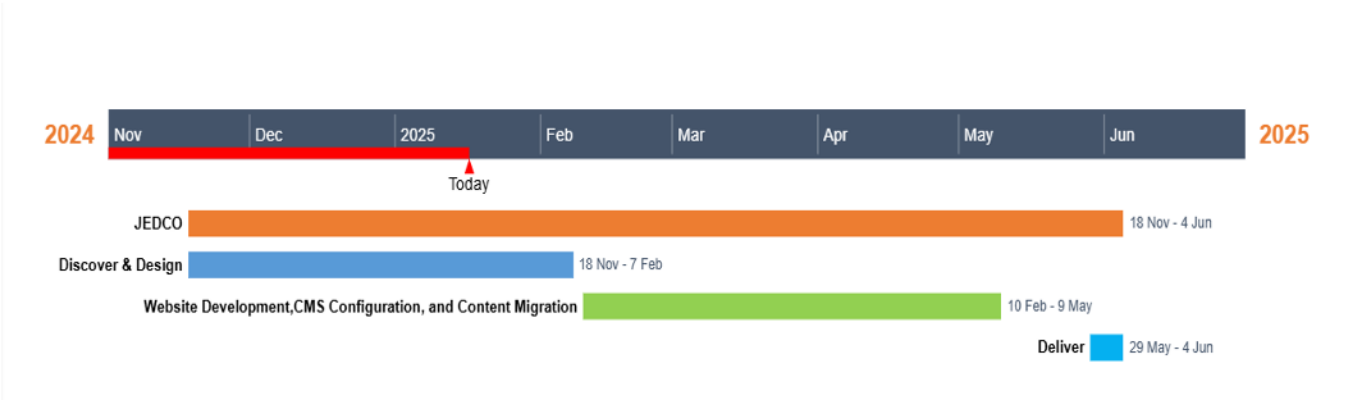 2024 Nov Dec 2025 Feb Mar Apr May Jun 2025
Today
JEDCO 18 Nov - 4 Jun
Discover & Design 18 Nov - 7 Feb
Website Development,CMS Configuration, and Content Migration 10 Feb - 9 May
Deliver 29 May - 4 Jun